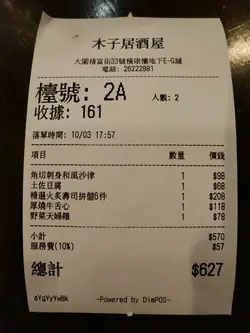 木子居酒屋
大圍積富街33號積康樓地下E-G舖
電話: 26222881
檯號: 2A
人數: 2
收據: 161
落單時間: 10/03 17:57
項目 數量 價錢
角切刺身和風沙律 1 $98
土佐豆腐 1 $68
精選火炙壽司拼盤6件 1 $208
厚燒牛舌心 1 $118
野菜天婦羅 1 $78
小計 $570
服務費(10%) $57
總計 $627
aYgYyYwBk
-Powered by DimPOS-